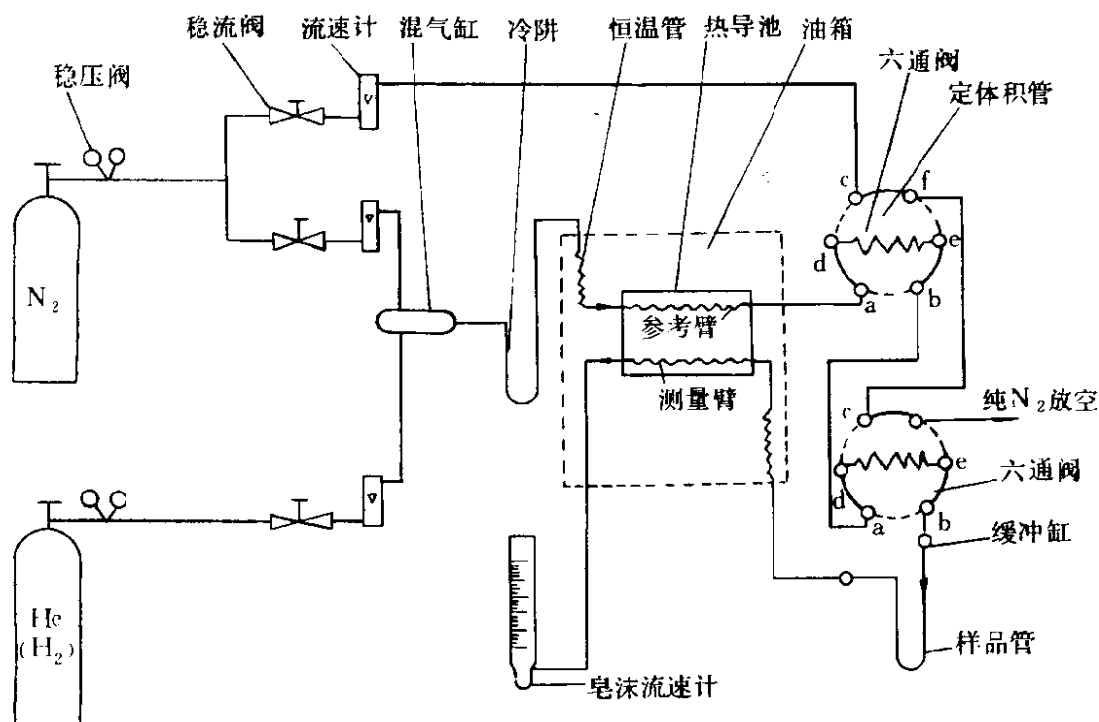 稳压阀
稳流阀
流速计
混气缸
冷阱
恒温管
热导池
油箱
六通阀
定体积管
c
f
d
e
a
b
N₂
参考臂
测量臂
c
纯N₂放空
e
d
六通阀
a
b
缓冲缸
He
(H₂)
样品管
皂沫流速计